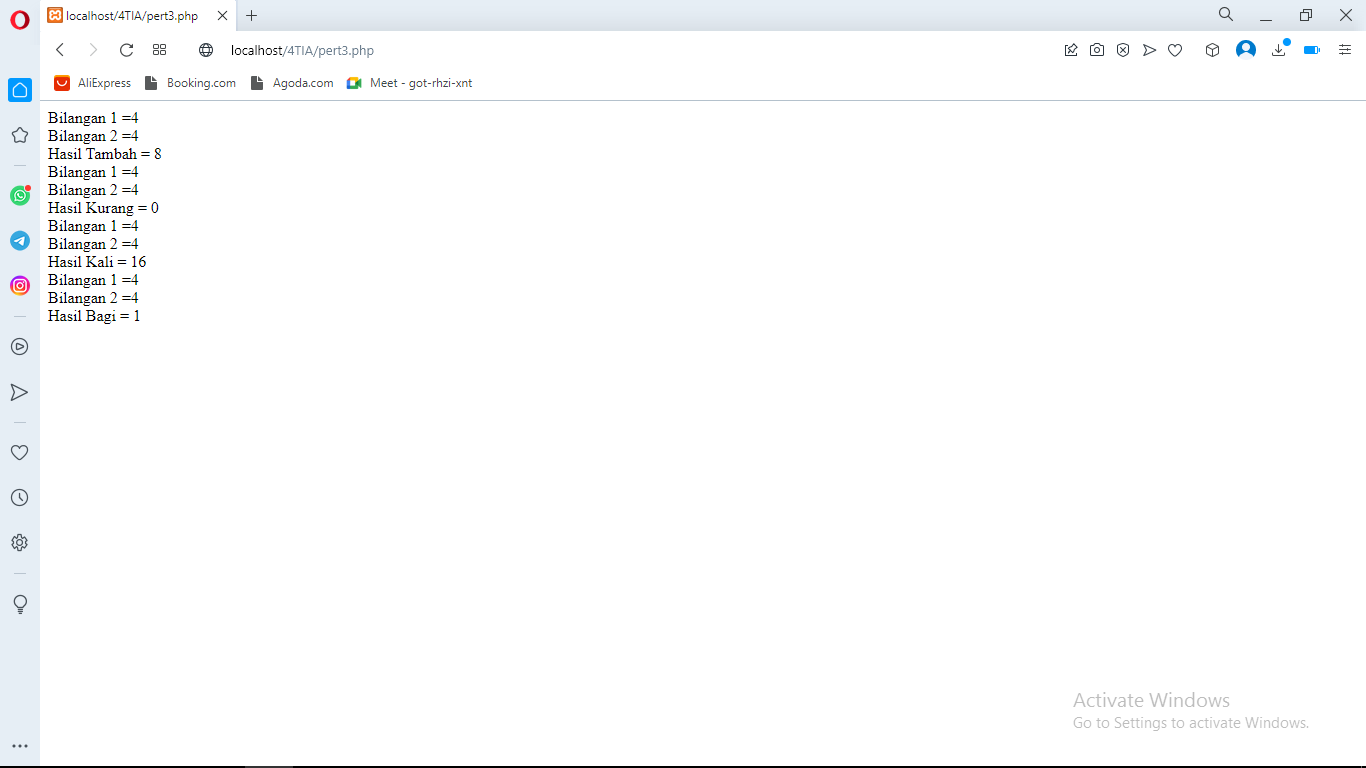 localhost/4TIA/pert3.php
localhost/4TIA/pert3.php
AliExpress Booking.com Agoda.com Meet - got-rhzi-xnt
Bilangan 1 =4
Bilangan 2 =4
Hasil Tambah = 8
Bilangan 1 =4
Bilangan 2 =4
Hasil Kurang = 0
Bilangan 1 =4
Bilangan 2 =4
Hasil Kali = 16
Bilangan 1 =4
Bilangan 2 =4
Hasil Bagi = 1
Activate Windows
Go to Settings to activate Windows.